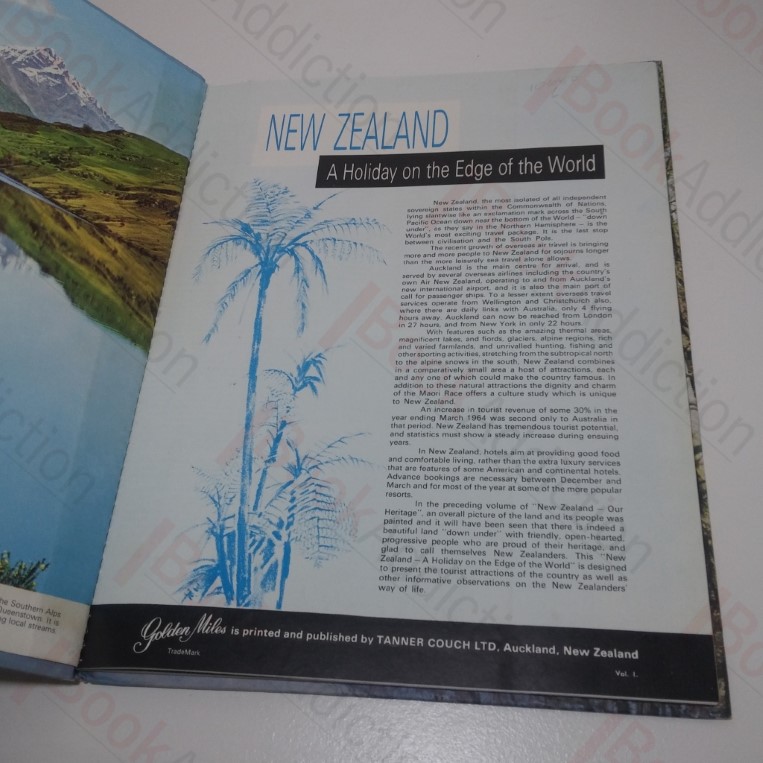 NEW ZEALAND
A Holiday on the Edge of the World
New Zealand, the most isolated of all independent
sovereign states within the Commonwealth of Nations,
lying slantwise like an exclamation mark across the South
Pacific Ocean down near the bottom of the World – "down
under", as they say in the Northern Hemisphere – is the
World's most exciting travel package. It is the last stop
between civilisation and the South Pole.
The recent growth of overseas air travel is bringing
more and more people to New Zealand for sojourns longer
than the more leisurely sea travel alone allows.
Auckland is the main centre for arrival, and is
served by several overseas airlines including the country's
own Air New Zealand, operating to and from Auckland's
new international airport, and it is also the main port of
call for passenger ships. To a lesser extent overseas travel
services operate from Wellington and Christchurch also,
where there are daily links with Australia, only 4 flying
hours away. Auckland can now be reached from London
in 27 hours, and from New York in only 22 hours.
With features such as the amazing thermal areas,
magnificent lakes, and fiords, glaciers, alpine regions, rich
and varied farmlands, and unrivalled hunting, fishing and
other sporting activities, stretching from the subtropical north
to the alpine snows in the south, New Zealand combines
in a comperatively small area a host of attractions, each
and any one of which could make the country famous. In
addition to these natural attractions the dignity and charm
of the Maori Race offers a culture study which is unique
to New Zealand.
An increase in tourist revenue of some 30% in the
year ending March 1964 was second only to Australia in
that period. New Zealand has tremendous tourist potential,
and statistics must show a steady increase during ensuing
years.
In New Zealand, hotels aim at providing good food
and comfortable living, rather than the extra luxury services
that are features of some American and continental hotels.
Advance bookings are necessary between December and
March and for most of the year at some of the more popular
resorts.
In the preceding volume of "New Zealand – Our
Heritage", an overall picture of the land and its people was
painted and it will have been seen that there is indeed a
beautiful land "down under" with friendly, open-hearted,
progressive people who are proud of their heritage, and
glad to call themselves New Zealanders. This "New
Zealand – A Holiday on the Edge of the World" is designed
to present the tourist attractions of the country as well as
other informative observations on the New Zealanders'
way of life.
he Southern Alps
Queenstown. It is
ng local streams.
Golden Miles is printed and published by TANNER COUCH LTD, Auckland, New Zealand
TradeMark
Vol. 1.
BookAddiction